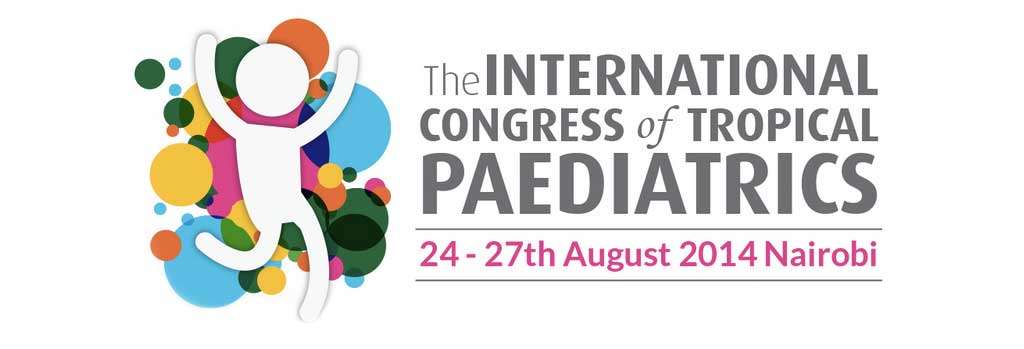 The INTERNATIONAL
CONGRESS of TROPICAL
PAEDIATRICS
24 - 27th August 2014 Nairobi